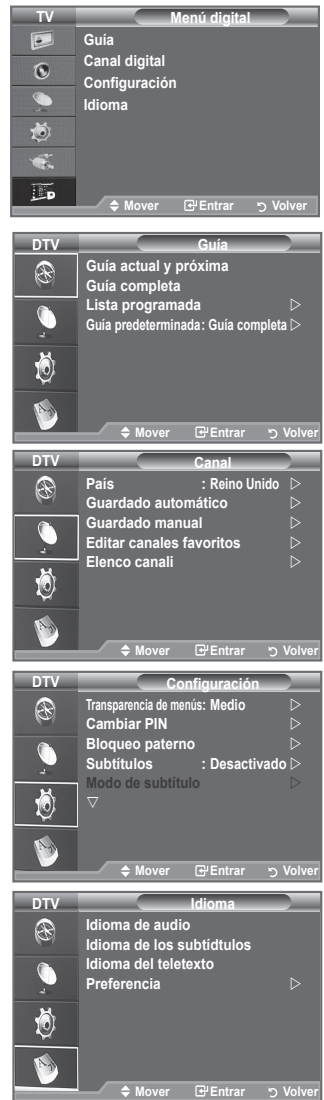 TV Menú digital
Guía
Canal digital
Configuración
Idioma
Mover Entrar Volver
DTV Guía
Guía actual y próxima
Guía completa
Lista programada
Guía predeterminada: Guía completa
Mover Entrar Volver
DTV Canal
País : Reino Unido
Guardado automático
Guardado manual
Editar canales favoritos
Elenco canali
Mover Entrar Volver
DTV Configuración
Transparencia de menús: Medio
Cambiar PIN
Bloqueo paterno
Subtítulos : Desactivado
Modo de subtítulo
Mover Entrar Volver
DTV Idioma
Idioma de audio
Idioma de los subtídtulos
Idioma del teletexto
Preferencia
Mover Entrar Volver